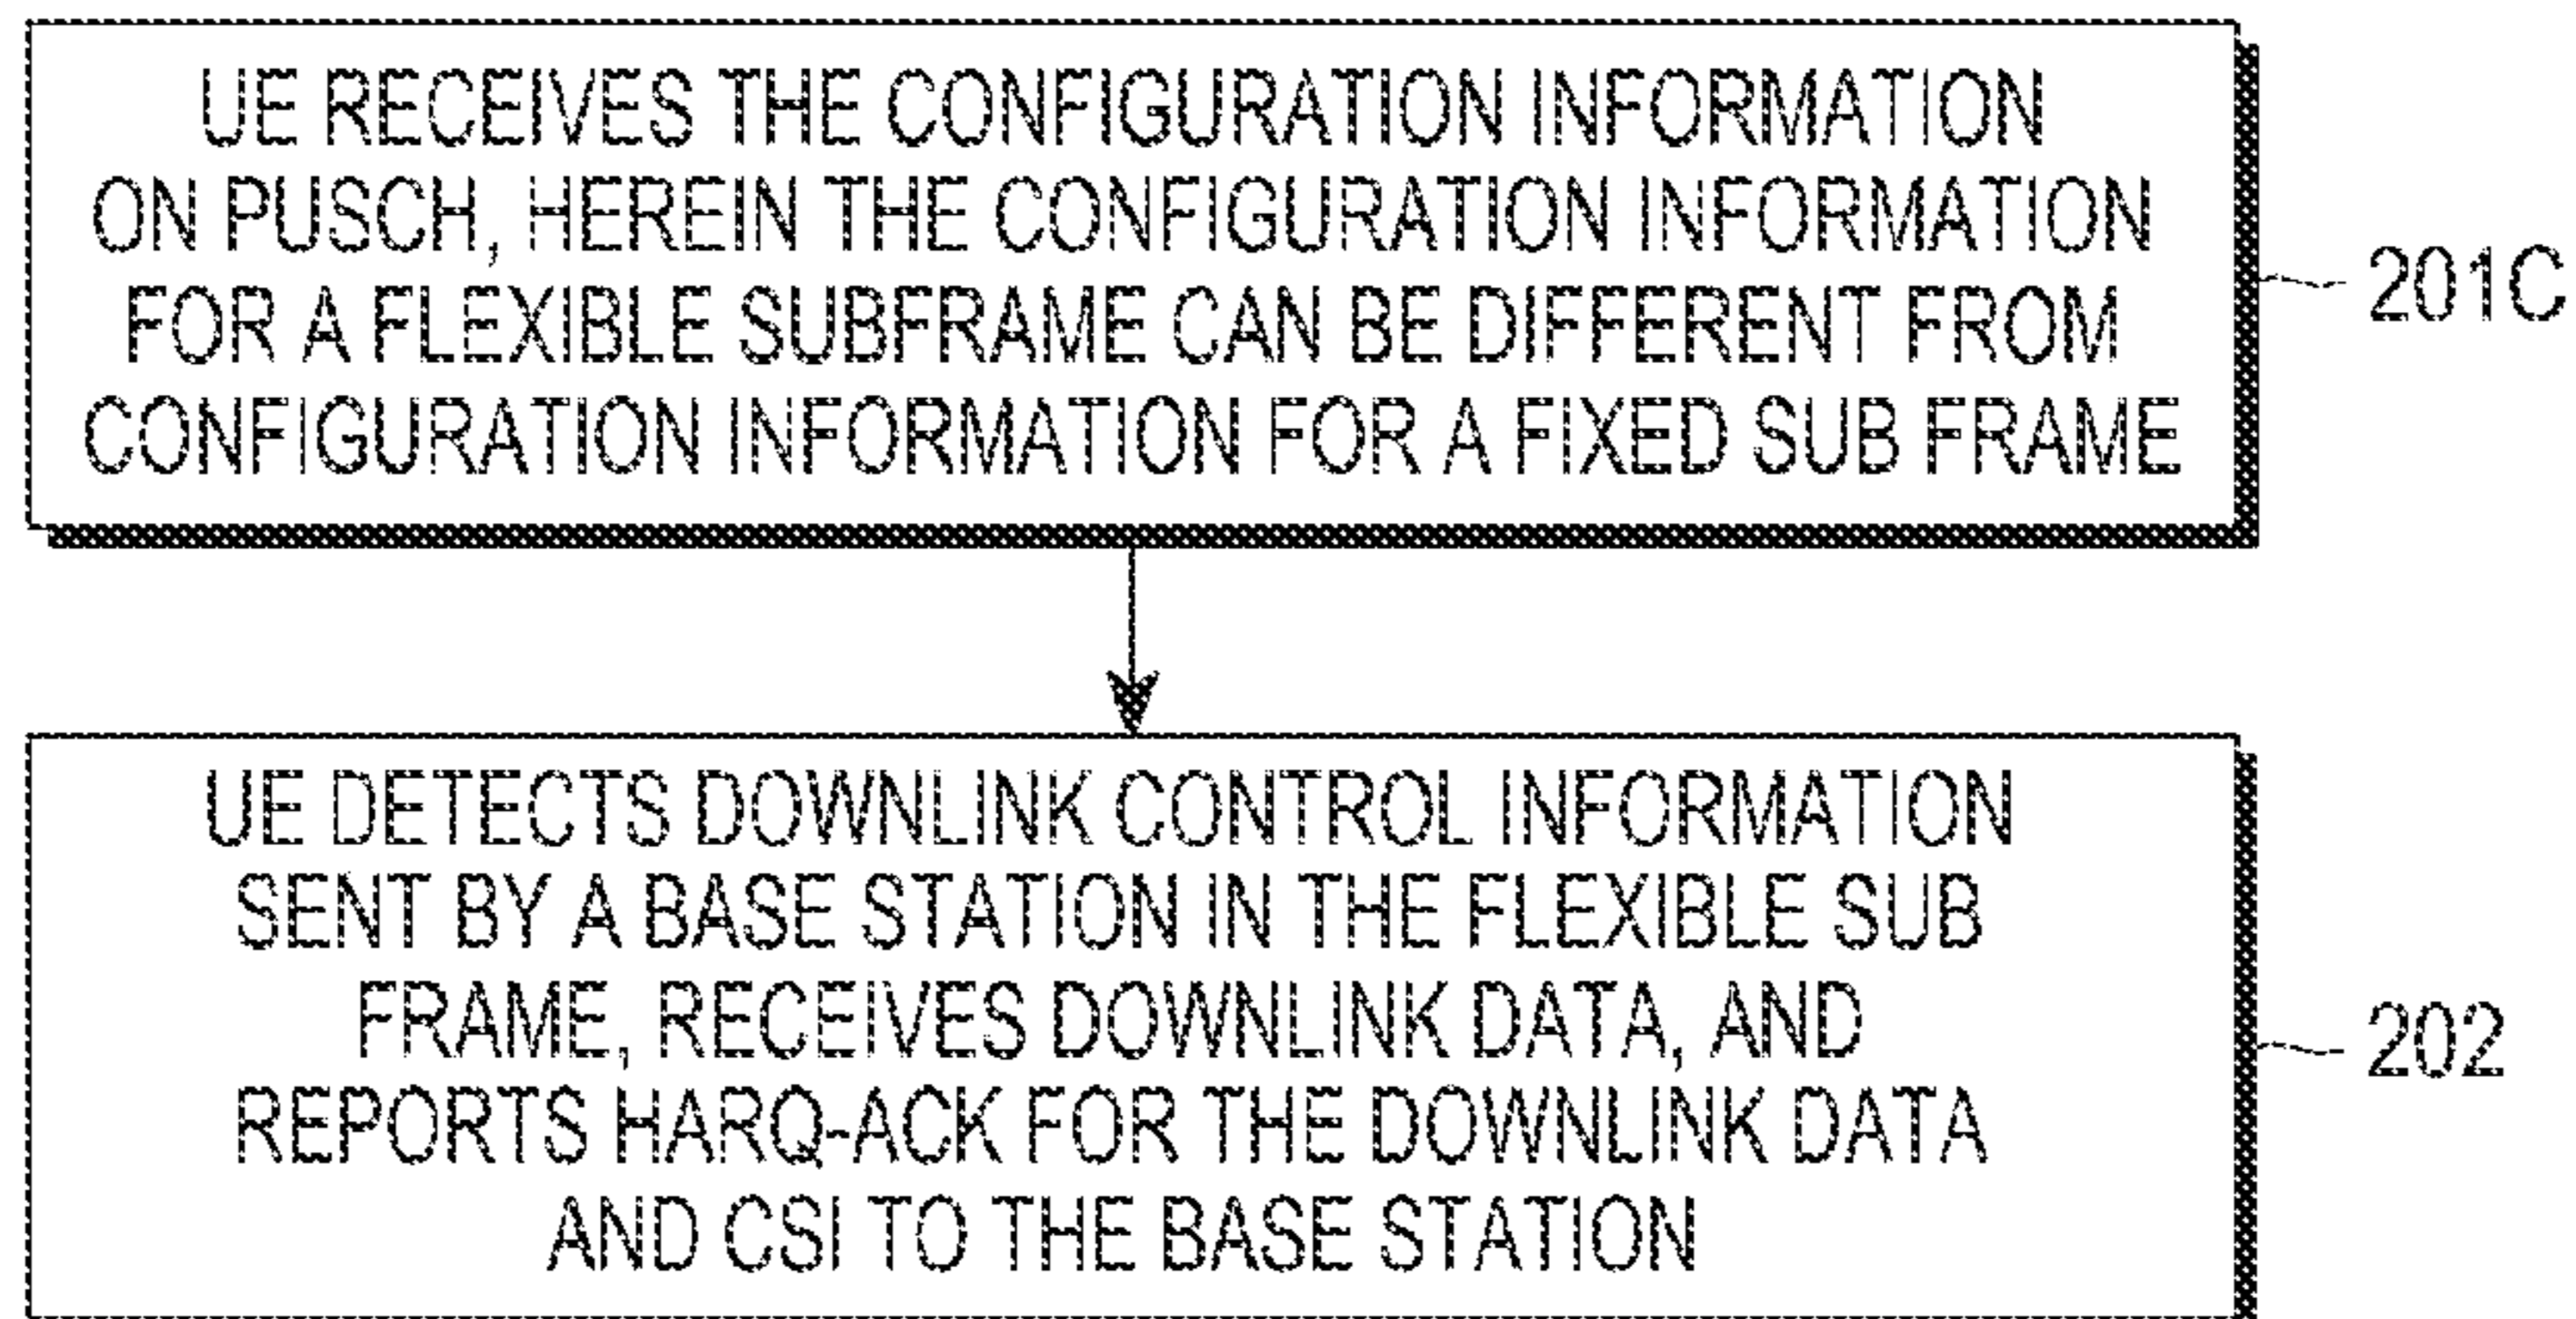 UE RECEIVES THE CONFIGURATION INFORMATION
ON PUSCH, HEREIN THE CONFIGURATION INFORMATION
FOR A FLEXIBLE SUBFRAME CAN BE DIFFERENT FROM
CONFIGURATION INFORMATION FOR A FIXED SUB FRAME
201C
UE DETECTS DOWNLINK CONTROL INFORMATION
SENT BY A BASE STATION IN THE FLEXIBLE SUB
FRAME, RECEIVES DOWNLINK DATA, AND
REPORTS HARQ-ACK FOR THE DOWNLINK DATA
AND CSI TO THE BASE STATION
202